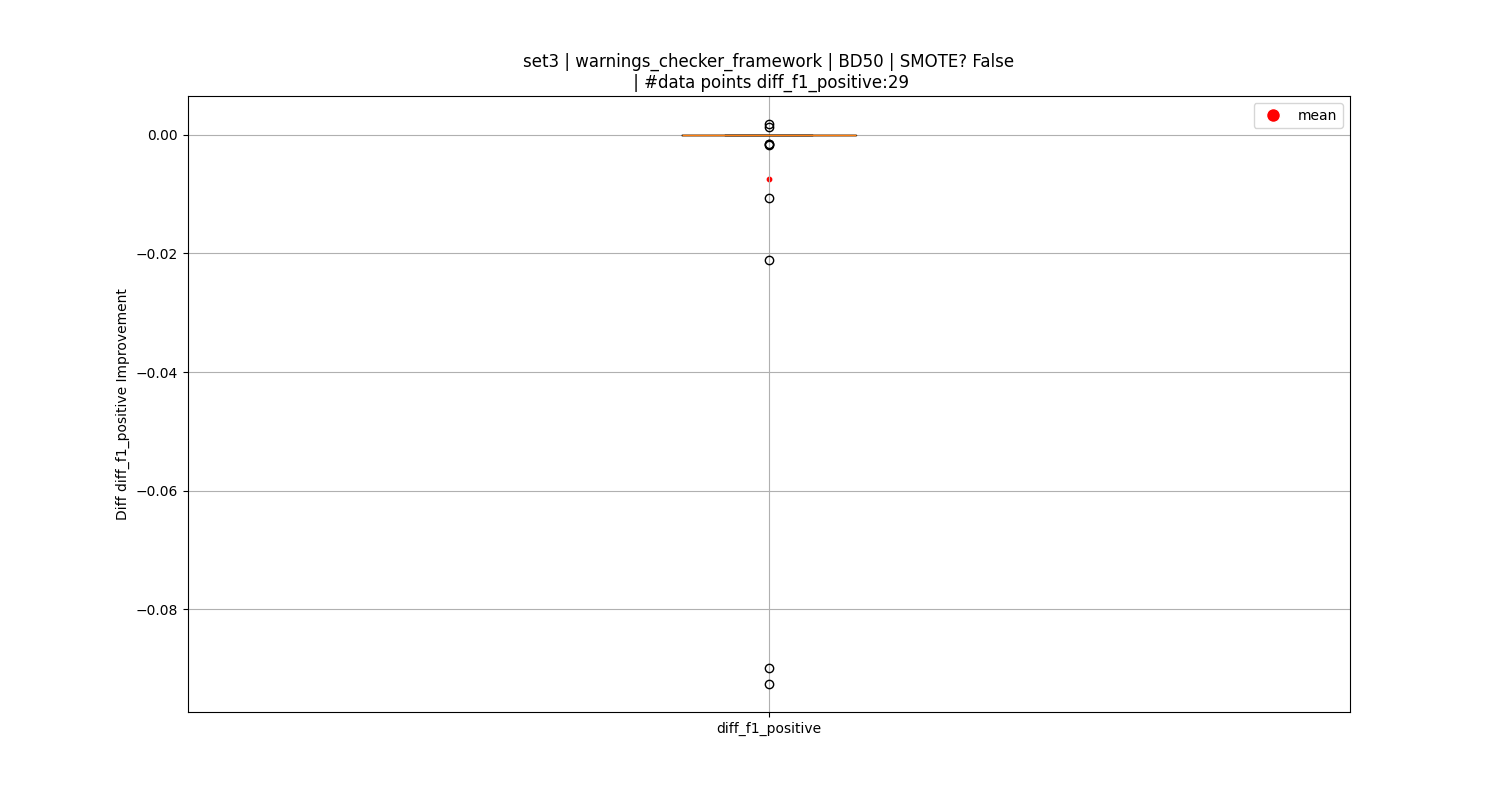 set3 | warnings_checker_framework | BD50 | SMOTE? False
| #data points diff_f1_positive:29
mean
0.00
−0.02
−0.04
−0.06
−0.08
Diff diff_f1_positive Improvement
diff_f1_positive